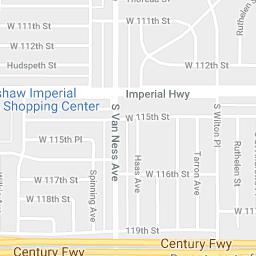 W 111th St
W 111th St
Ruthelen St
Hudspeth St
W 112th St
shaw Imperial
Shopping Center
Imperial Hwy
W 115th St
S Van Ness Ave
S Wilton Pl
W 115th Pl
Haas Ave
Tarron Ave
Ruthelen St
W 117th St
W 116th St
Spinning Ave
W 118th St
119th St
Century Fwy
Century Fwy